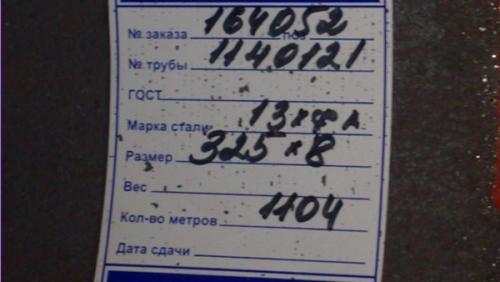 № заказа 164052 поз
№ трубы 1140121
ГОСТ
Марка стали 13хфА
Размер 325 х 8
Вес
Кол-во метров 1104
Дата сдачи